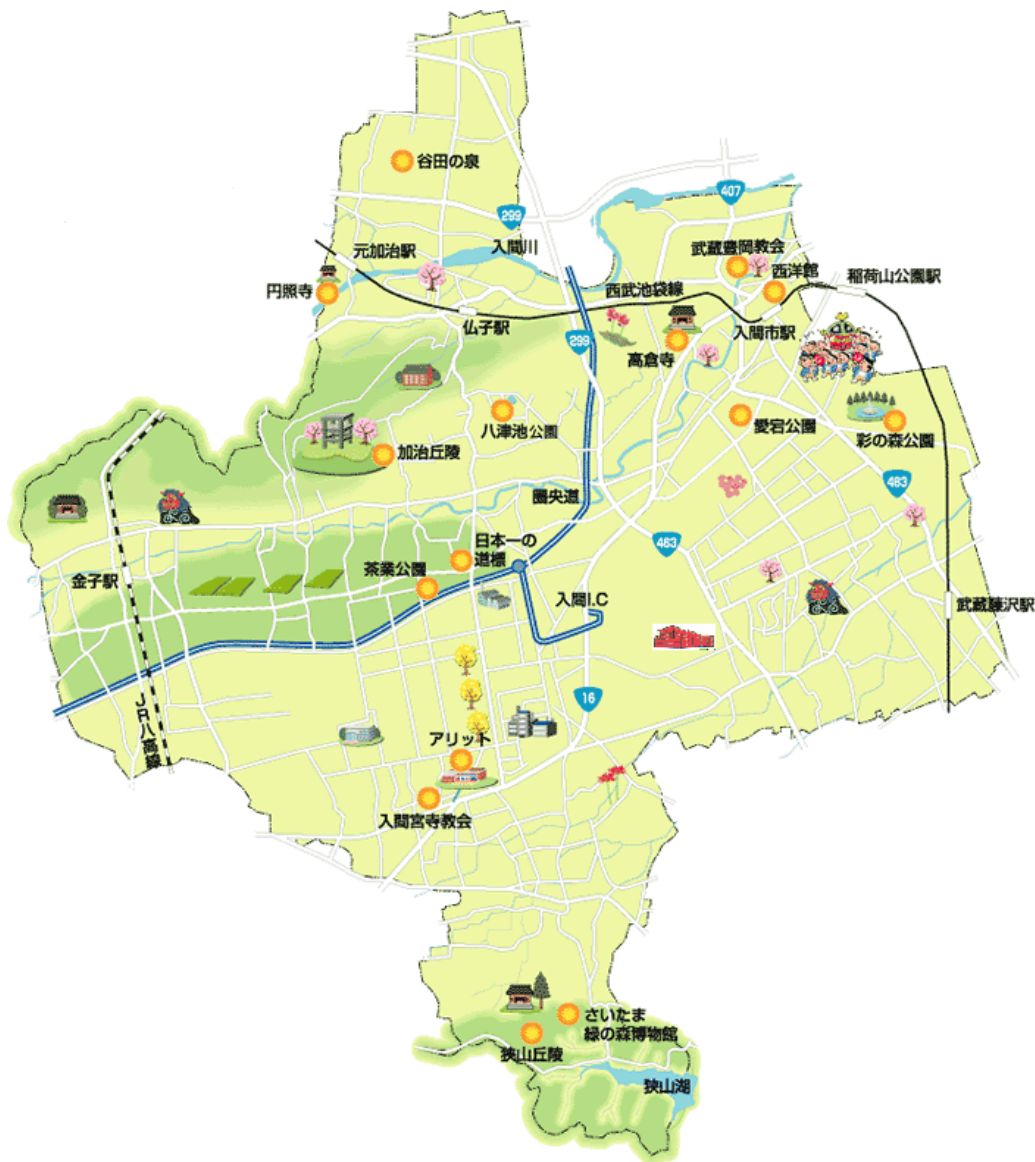 谷田の泉
407
299
武蔵豊岡教会
元加治駅
入間川
西洋館
稲荷山公園駅
円照寺
西武池袋線
仏子駅
入間市駅
299
高倉寺
八津池公園
愛宕公園
彩の森公園
加治丘陵
463
圏央道
日本一の
道標
463
金子駅
茶業公園
入間I.C
武蔵藤沢駅
16
JR八高線
アリット
入間宮寺教会
さいたま
緑の森博物館
狭山丘陵
狭山湖